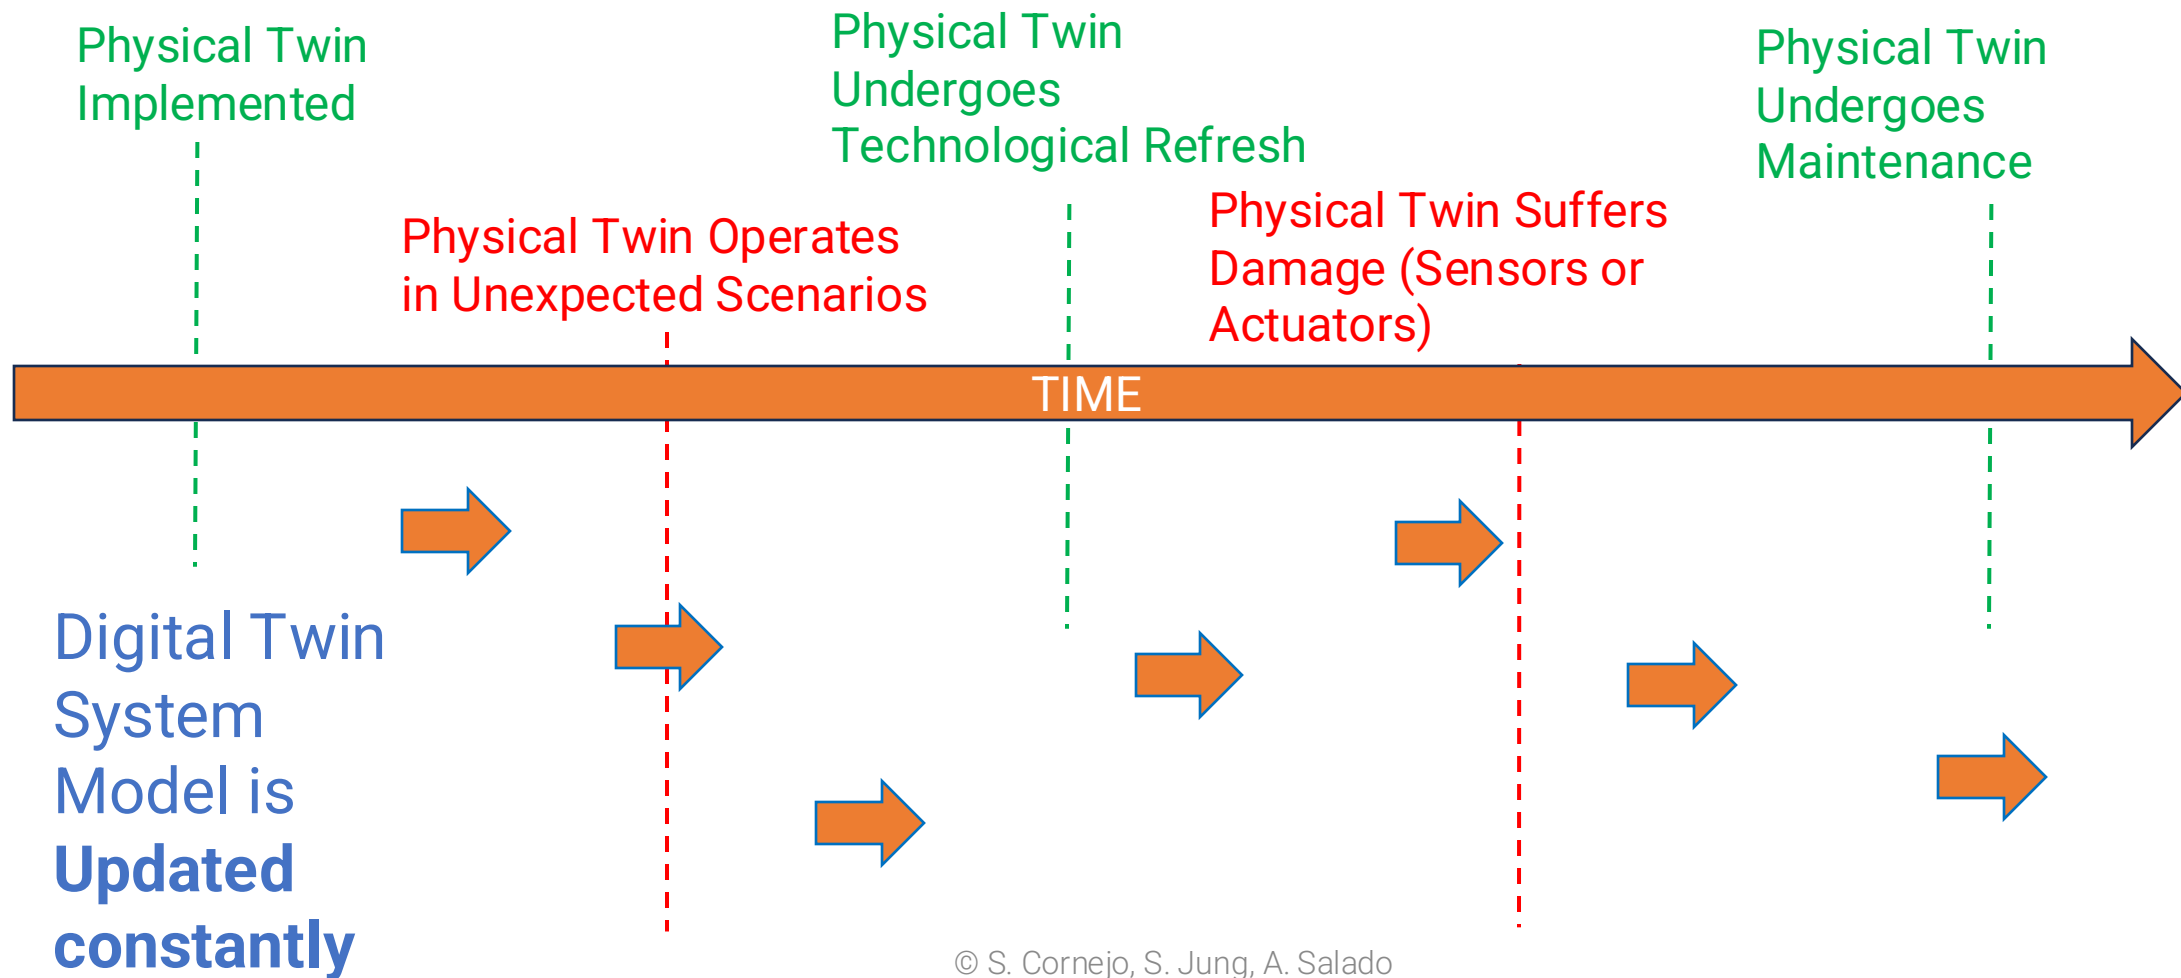 Physical Twin
Implemented
Physical Twin
Undergoes
Technological Refresh
Physical Twin
Undergoes
Maintenance
Physical Twin Operates
in Unexpected Scenarios
Physical Twin Suffers
Damage (Sensors or
Actuators)
TIME
Digital Twin
System
Model is
Updated
constantly
© S. Cornejo, S. Jung, A. Salado